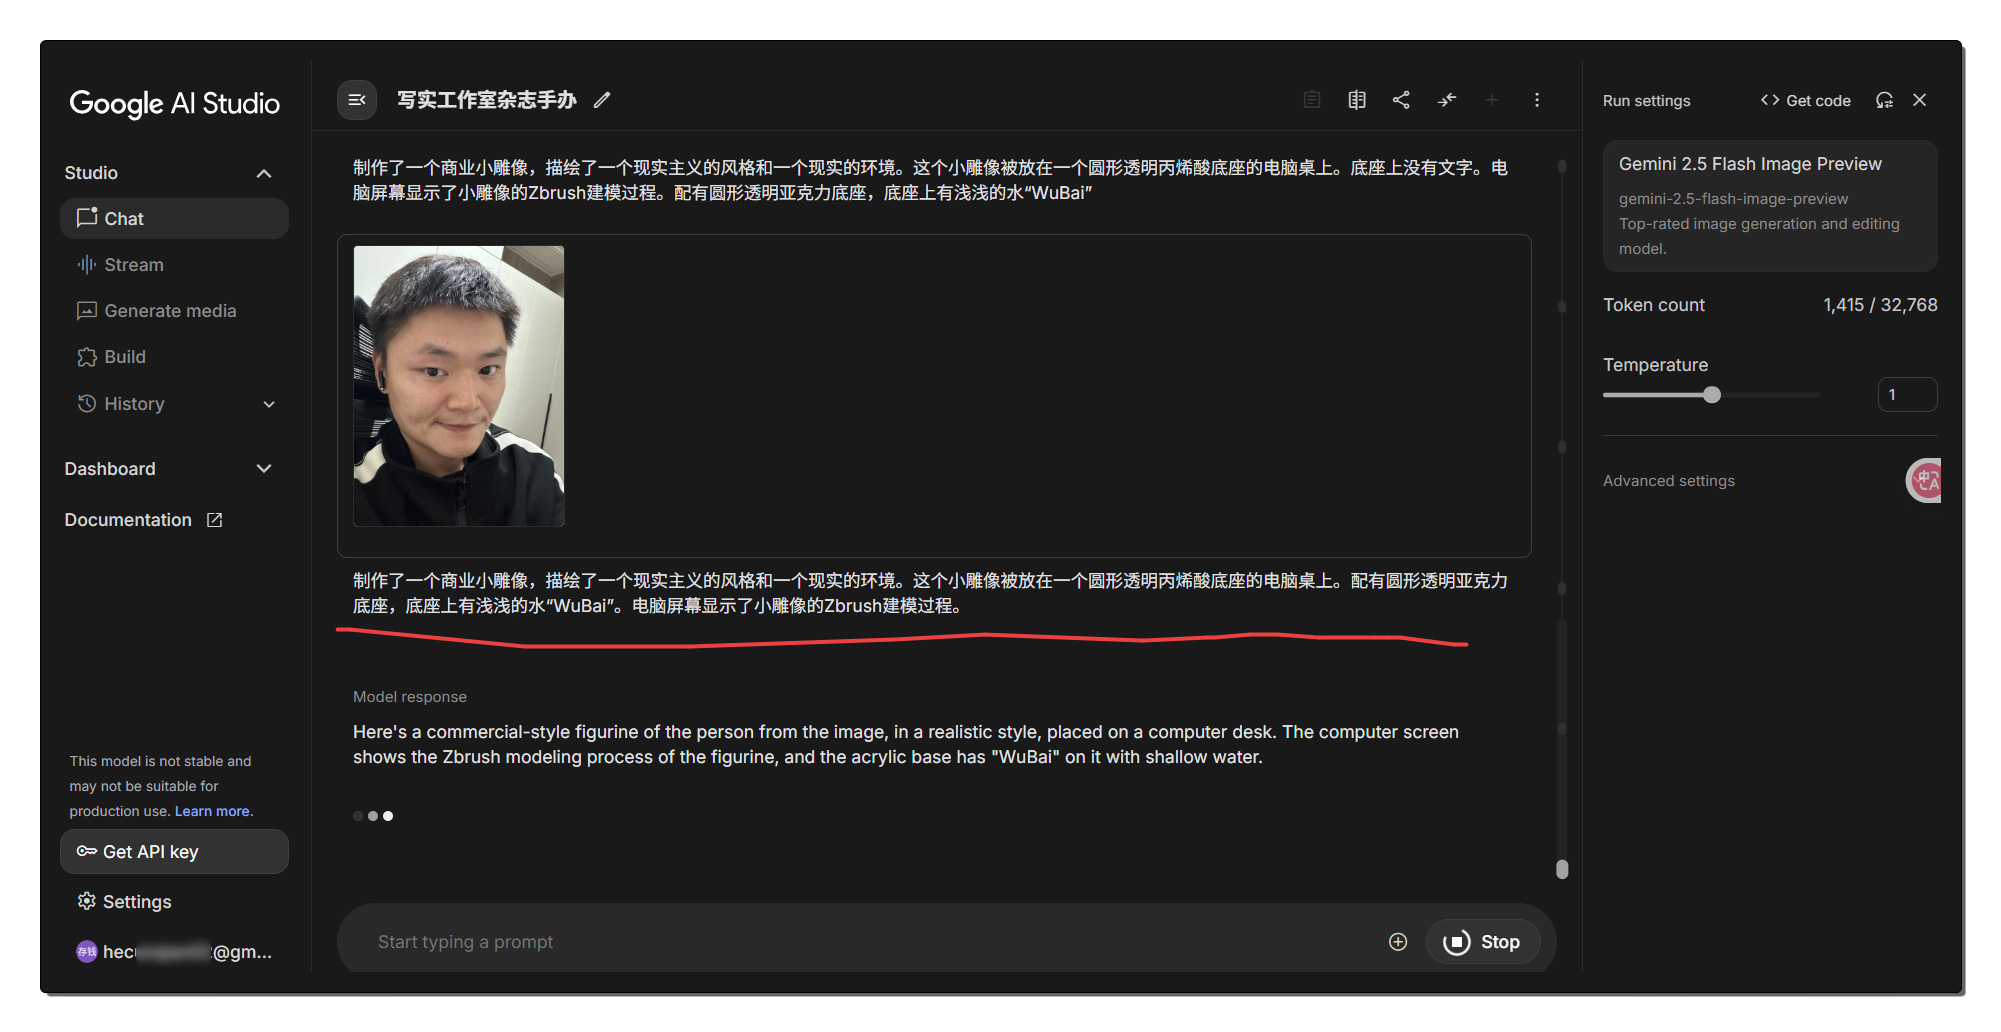 Google AI Studio
写实工作室杂志手办
Run settings
Get code
Studio
Chat
Stream
Generate media
Build
History
Dashboard
Documentation
制作了一个商业小雕像，描绘了一个现实主义的风格和一个现实的环境。这个小雕像被放在一个圆形透明丙烯酸底座的电脑桌上。底座上没有文字。电
脑屏幕显示了小雕像的Zbrush建模过程。配有圆形透明亚克力底座，底座上有浅浅的水“WuBai”
制作了一个商业小雕像，描绘了一个现实主义的风格和一个现实的环境。这个小雕像被放在一个圆形透明丙烯酸底座的电脑桌上。配有圆形透明亚克力
底座，底座上有浅浅的水“WuBai”。电脑屏幕显示了小雕像的Zbrush建模过程。
Model response
Here's a commercial-style figurine of the person from the image, in a realistic style, placed on a computer desk. The computer screen
shows the Zbrush modeling process of the figurine, and the acrylic base has "WuBai" on it with shallow water.
Start typing a prompt
Stop
Gemini 2.5 Flash Image Preview
gemini-2.5-flash-image-preview
Top-rated image generation and editing
model.
Token count
1,415 / 32,768
Temperature
1
Advanced settings
中
A
This model is not stable and
may not be suitable for
production use. Learn more.
Get API key
Settings
存钱
hec
@gm...